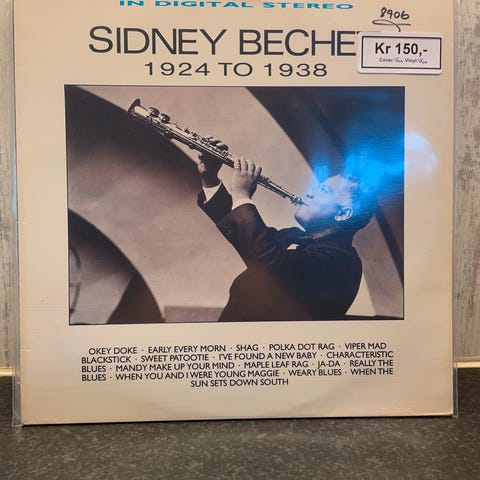 IN DIGITAL STEREO
8906
SIDNEY BECHE
Kr 150,-
Cover: Vinyl:
1924 TO 1938
OKEY DOKE · EARLY EVERY MORN · SHAG · POLKA DOT RAG · VIPER MAD
BLACKSTICK · SWEET PATOOTIE · I'VE FOUND A NEW BABY · CHARACTERISTIC
BLUES · MANDY MAKE UP YOUR MIND · MAPLE LEAF RAG · JA-DA · REALLY THE
BLUES · WHEN YOU AND I WERE YOUNG MAGGIE · WEARY BLUES · WHEN THE
SUN SETS DOWN SOUTH